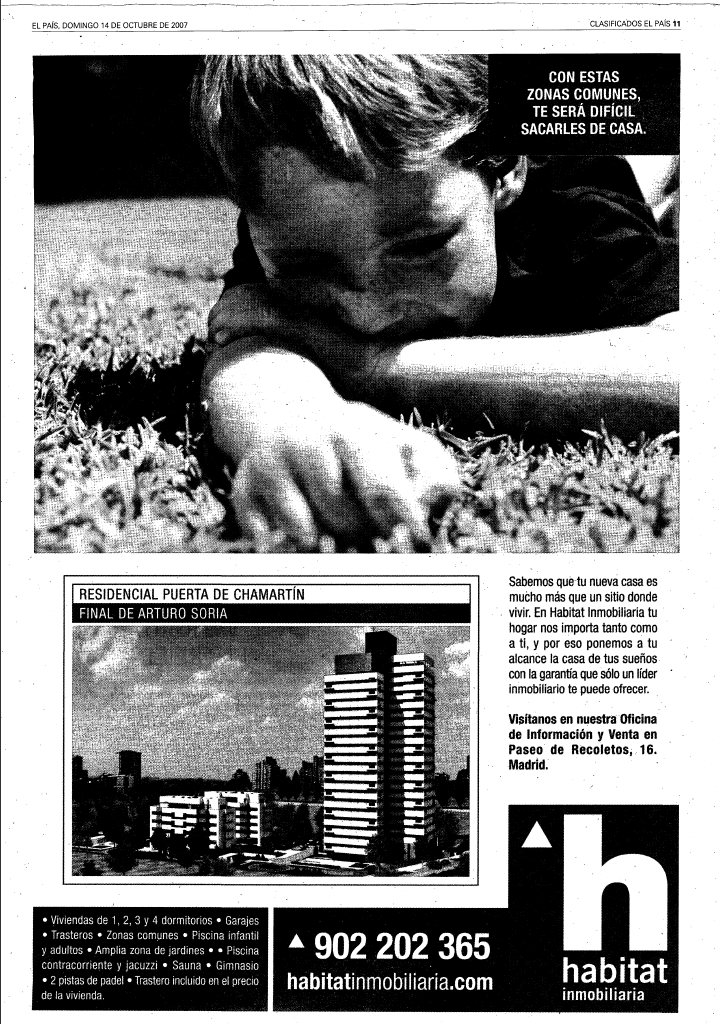 EL PAÍS, DOMINGO 14 DE OCTUBRE DE 2007
CLASIFICADOS EL PAÍS 11
CON ESTAS
ZONAS COMUNES,
TE SERÁ DIFÍCIL
SACARLES DE CASA.
RESIDENCIAL PUERTA DE CHAMARTÍN
FINAL DE ARTURO SORIA
Sabemos que tu nueva casa es
mucho más que un sitio donde
vivir. En Habitat Inmobiliaria tu
hogar nos importa tanto como
a ti, y por eso ponemos a tu
alcance la casa de tus sueños
con la garantía que sólo un líder
inmobiliario te puede ofrecer.
Visítanos en nuestra Oficina
de Información y Venta en
Paseo de Recoletos, 16.
Madrid.
• Viviendas de 1, 2, 3 y 4 dormitorios • Garajes
• Trasteros • Zonas comunes • Piscina infantil
y adultos • Amplia zona de jardines • • Piscina
contracorriente y jacuzzi • Sauna • Gimnasio
• 2 pistas de padel • Trastero incluido en el precio
de la vivienda.
902 202 365
habitatinmobiliaria.com
h
habitat
inmobiliaria